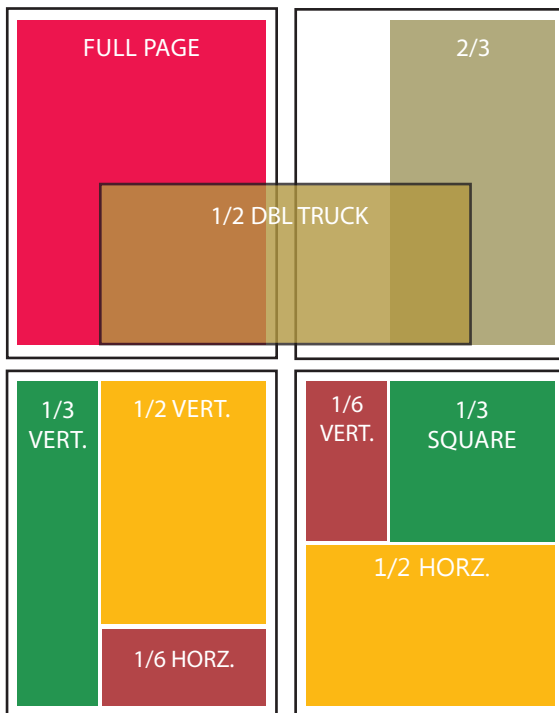 FULL PAGE
2/3
1/2 DBL TRUCK
1/3
VERT.
1/2 VERT.
1/6 HORZ.
1/6
VERT.
1/3
SQUARE
1/2 HORZ.